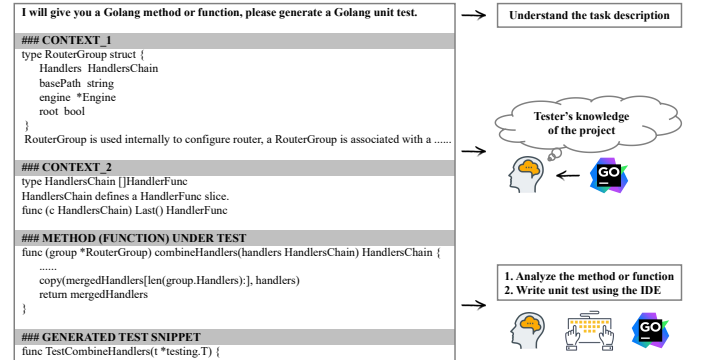 I will give you a Golang method or function, please generate a Golang unit test.
### CONTEXT_1
type RouterGroup struct {
Handlers HandlersChain
basePath string
engine *Engine
root bool
}
RouterGroup is used internally to configure router, a RouterGroup is associated with a ......
### CONTEXT_2
type HandlersChain []HandlerFunc
HandlersChain defines a HandlerFunc slice.
func (c HandlersChain) Last() HandlerFunc
### METHOD (FUNCTION) UNDER TEST
func (group *RouterGroup) combineHandlers(handlers HandlersChain) HandlersChain {
......
copy(mergedHandlers[len(group.Handlers):], handlers)
return mergedHandlers
}
### GENERATED TEST SNIPPET
func TestCombineHandlers(t *testing.T) {
Understand the task description
Tester's knowledge
of the project
GO
1. Analyze the method or function
2. Write unit test using the IDE
GO